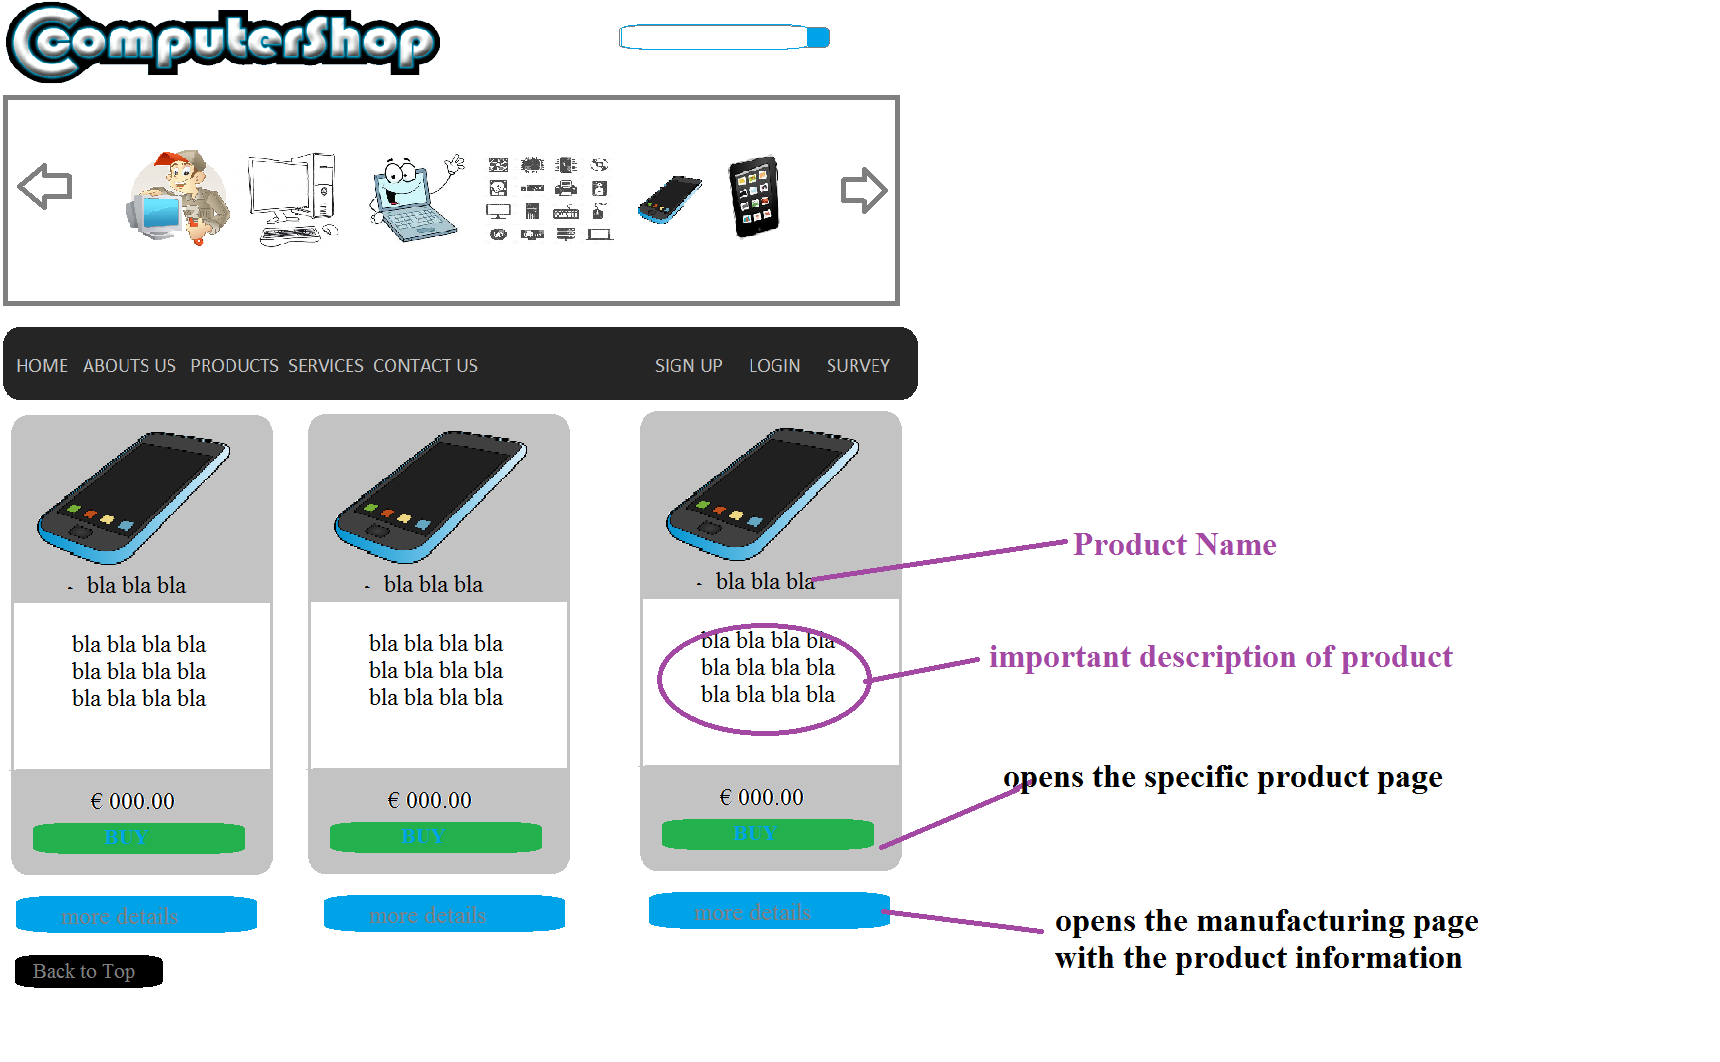 ComputerShop
HOME ABOUTS US PRODUCTS SERVICES CONTACT US SIGN UP LOGIN SURVEY
- bla bla bla
bla bla bla bla
bla bla bla bla
bla bla bla bla
€ 000.00
BUY
more details
- bla bla bla
bla bla bla bla
bla bla bla bla
bla bla bla bla
€ 000.00
BUY
more details
- bla bla bla
bla bla bla bla
bla bla bla bla
bla bla bla bla
€ 000.00
BUY
more details
Product Name
important description of product
opens the specific product page
opens the manufacturing page
with the product information
Back to Top